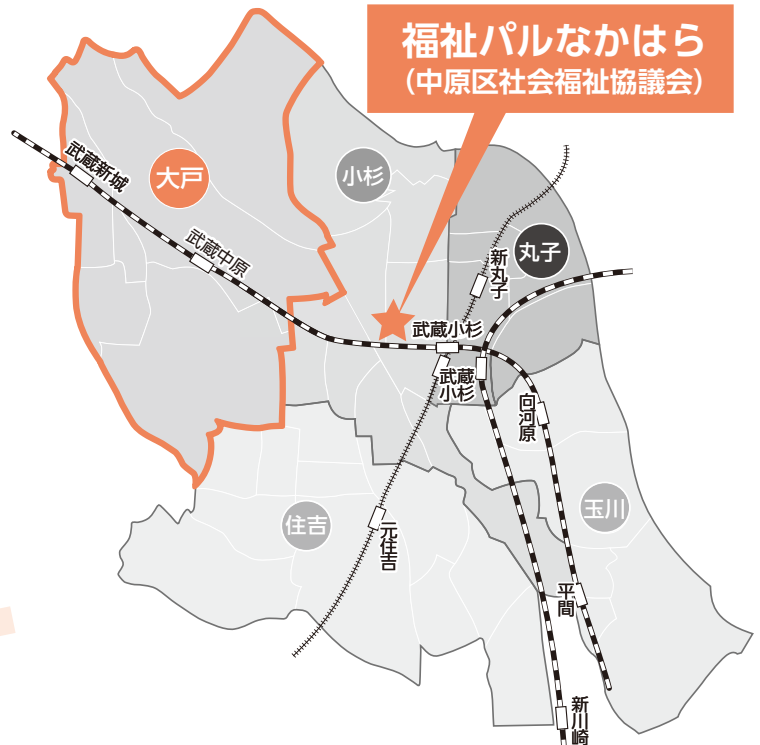 福祉パルなかはら
（中原区社会福祉協議会）
武蔵新城
大戸
小杉
武蔵中原
新丸子
丸子
武蔵小杉
武蔵
小杉
向河原
住吉
元住吉
玉川
平間
新川崎